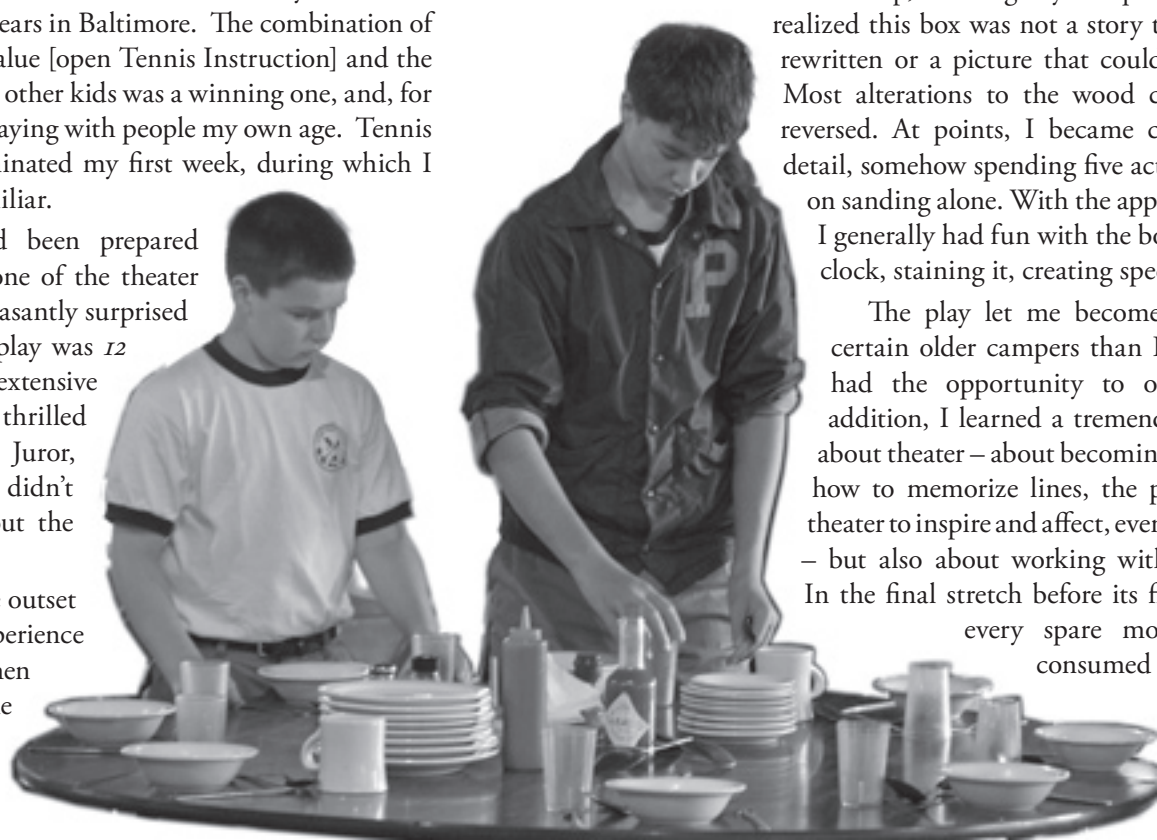 ears in Baltimore. The combination of
alue [open Tennis Instruction] and the
other kids was a winning one, and, for
aying with people my own age. Tennis
inated my first week, during which I
iliar.
d been prepared
one of the theater
asantly surprised
play was 12
extensive
thrilled
Juror,
didn't
out the
outset
perience
hen
e
P
realized this box was not a story t
rewritten or a picture that could
Most alterations to the wood c
reversed. At points, I became c
detail, somehow spending five act
on sanding alone. With the app
I generally had fun with the bo
clock, staining it, creating spe
The play let me become
certain older campers than I
had the opportunity to o
addition, I learned a tremend
about theater – about becomin
how to memorize lines, the p
theater to inspire and affect, even
– but also about working with
In the final stretch before its f
every spare mo
consumed